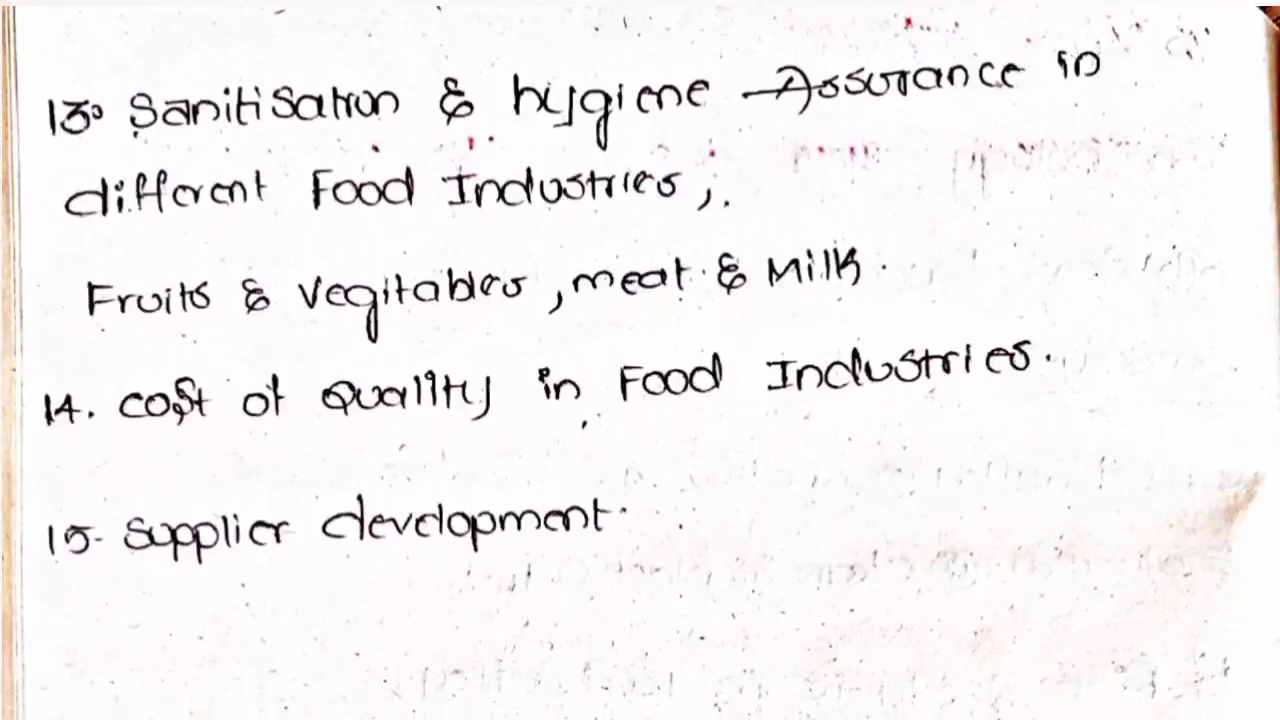 13. Sanitisation & hygiene Assurance in
different Food Industries,.
Fruits & Vegitables, meat & Milk.
14. Cost of Quality in Food Industries.
15. Supplier development.